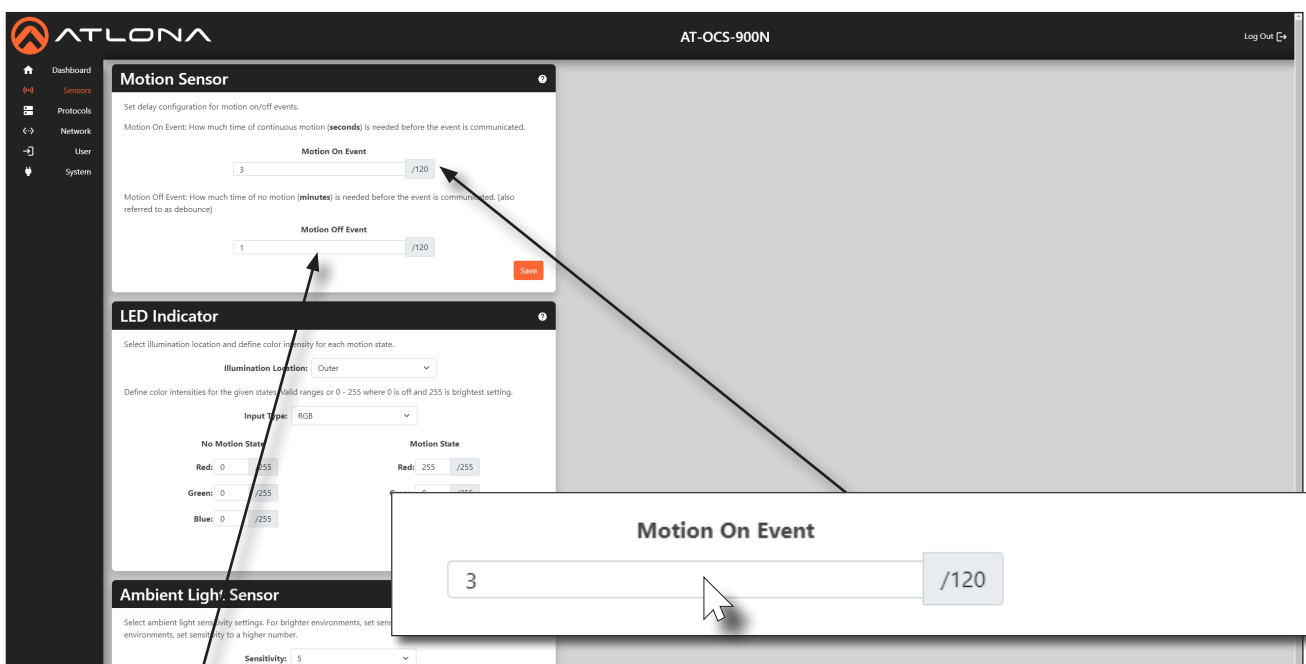 ATLONA
AT-OCS-900N
Log Out
Dashboard
Sensors
Protocols
Network
User
System
Motion Sensor
Set delay configuration for motion on/off events.
Motion On Event: How much time of continuous motion (seconds) is needed before the event is communicated.
Motion On Event
3 /120
Motion Off Event: How much time of no motion (minutes) is needed before the event is communicated. (also
referred to as debounce)
Motion Off Event
1 /120
Save
LED Indicator
Select illumination location and define color intensity for each motion state.
Illumination Location: Outer
Define color intensities for the given states. Valid ranges or 0 - 255 where 0 is off and 255 is brightest setting.
Input Type: RGB
No Motion State Motion State
Red: 0 /255 Red: 255 /255
Green: 0 /255
Blue: 0 /255
Motion On Event
3 /120
Ambient Light Sensor
Select ambient light sensitivity settings. For brighter environments, set
environments, set sensitivity to a higher number.
Sensitivity: 5